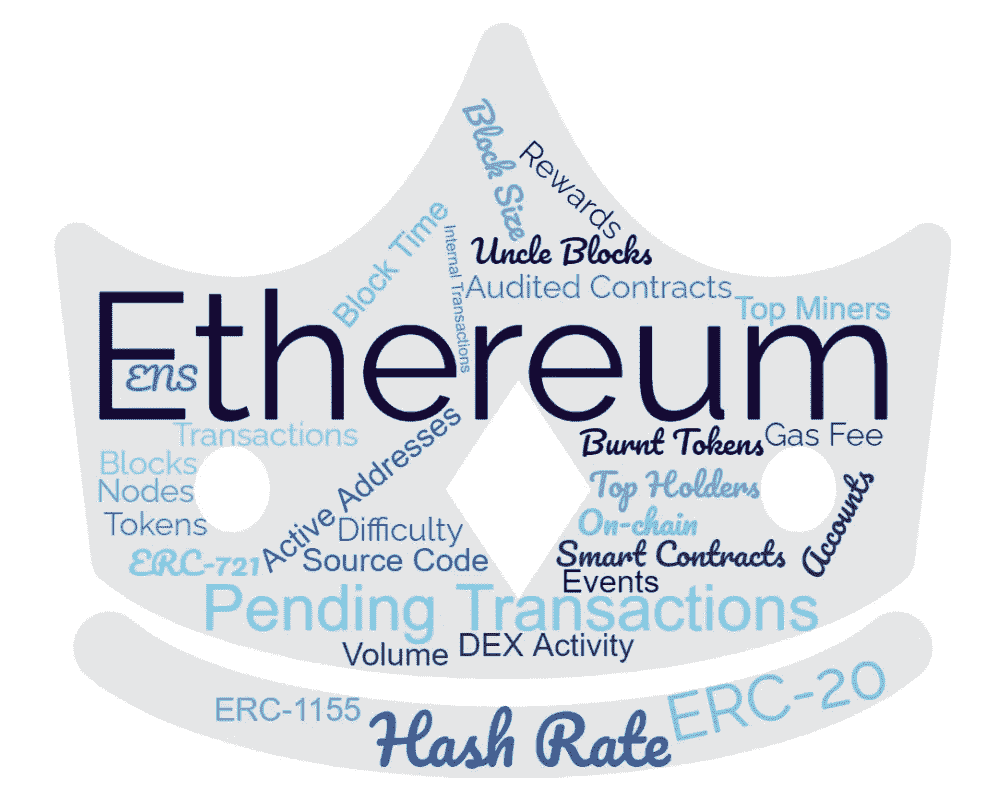 Block Size
Rewards
Block Time
Internal Transactions
Uncle Blocks
Audited Contracts
Top Miners
Ethereum
ENS
Transactions
Active Addresses
Burnt Tokens
Gas Fee
Blocks
Nodes
Tokens
Top Holders
Accounts
On-chain
Difficulty
ERC-721
Source Code
Smart Contracts
Events
Pending Transactions
Volume
DEX Activity
ERC-1155
Hash Rate
ERC-20